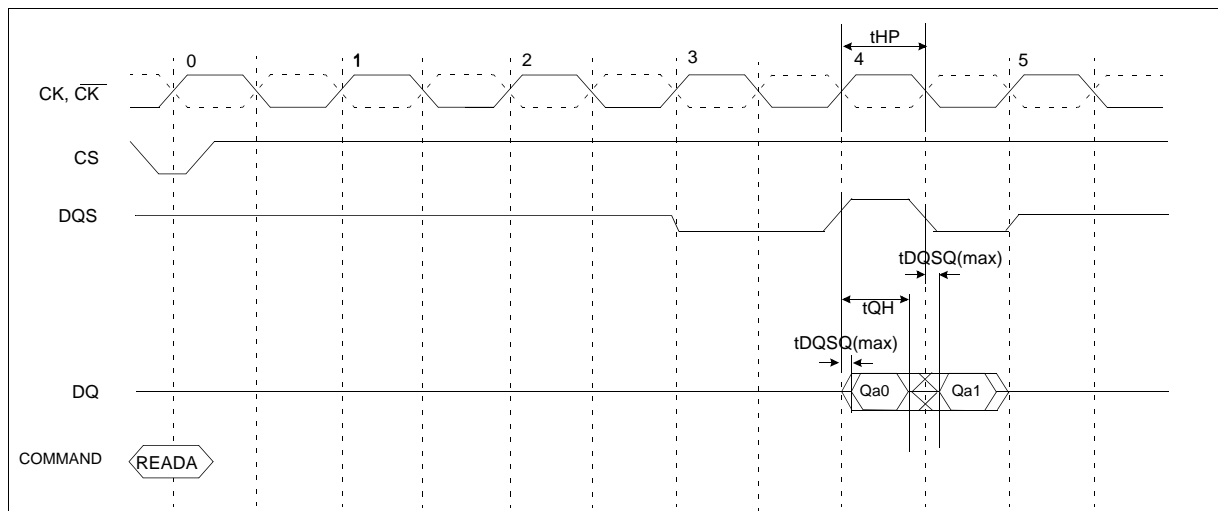 tHP
0 1 2 3 4 5
CK, C̅K̅
CS
DQS
tDQSQ(max)
tQH
tDQSQ(max)
DQ
Qa0 Qa1
COMMAND
READA